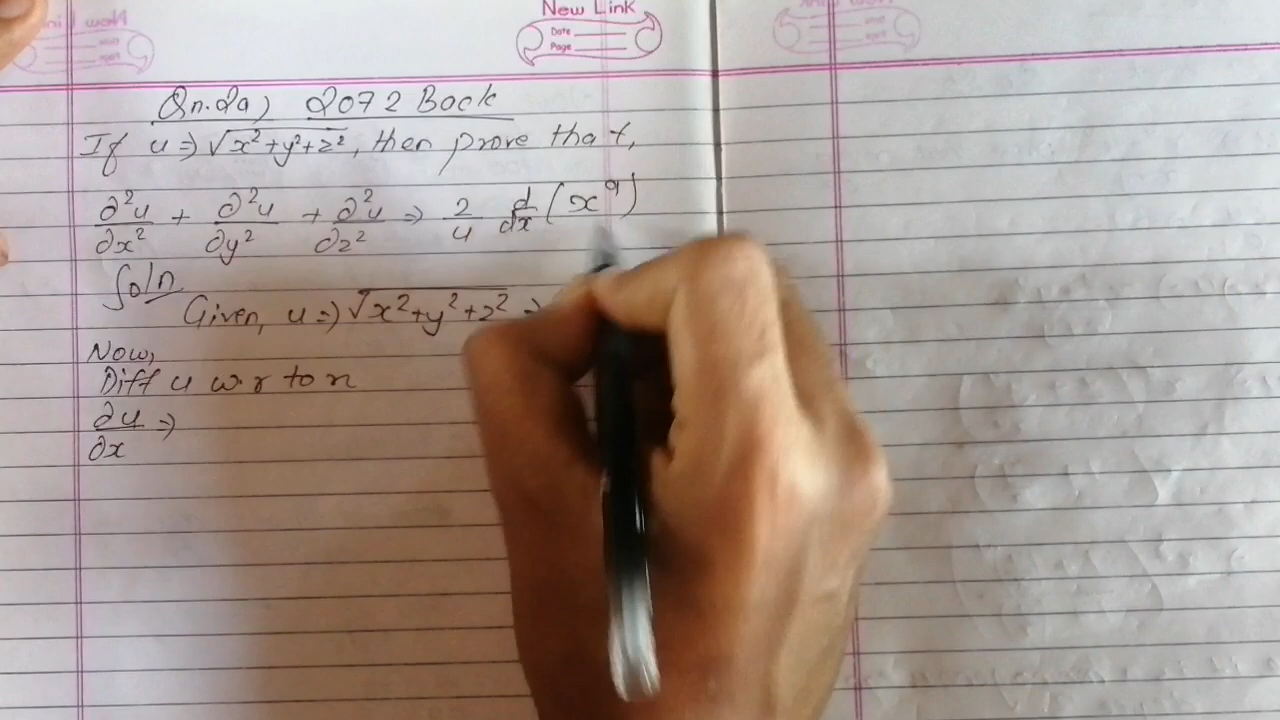 New Link
Date
Page
Qn.2a) 2072 Back
If u ⇒ √x²+y²+z², then prove that,
∂²u/∂x² + ∂²u/∂y² + ∂²u/∂z² ⇒ 2/u d/dx (xⁿ)
Soln
Given, u ⇒ √x²+y²+z² ⇒
Now,
Diff u w.r to x
∂u/∂x ⇒